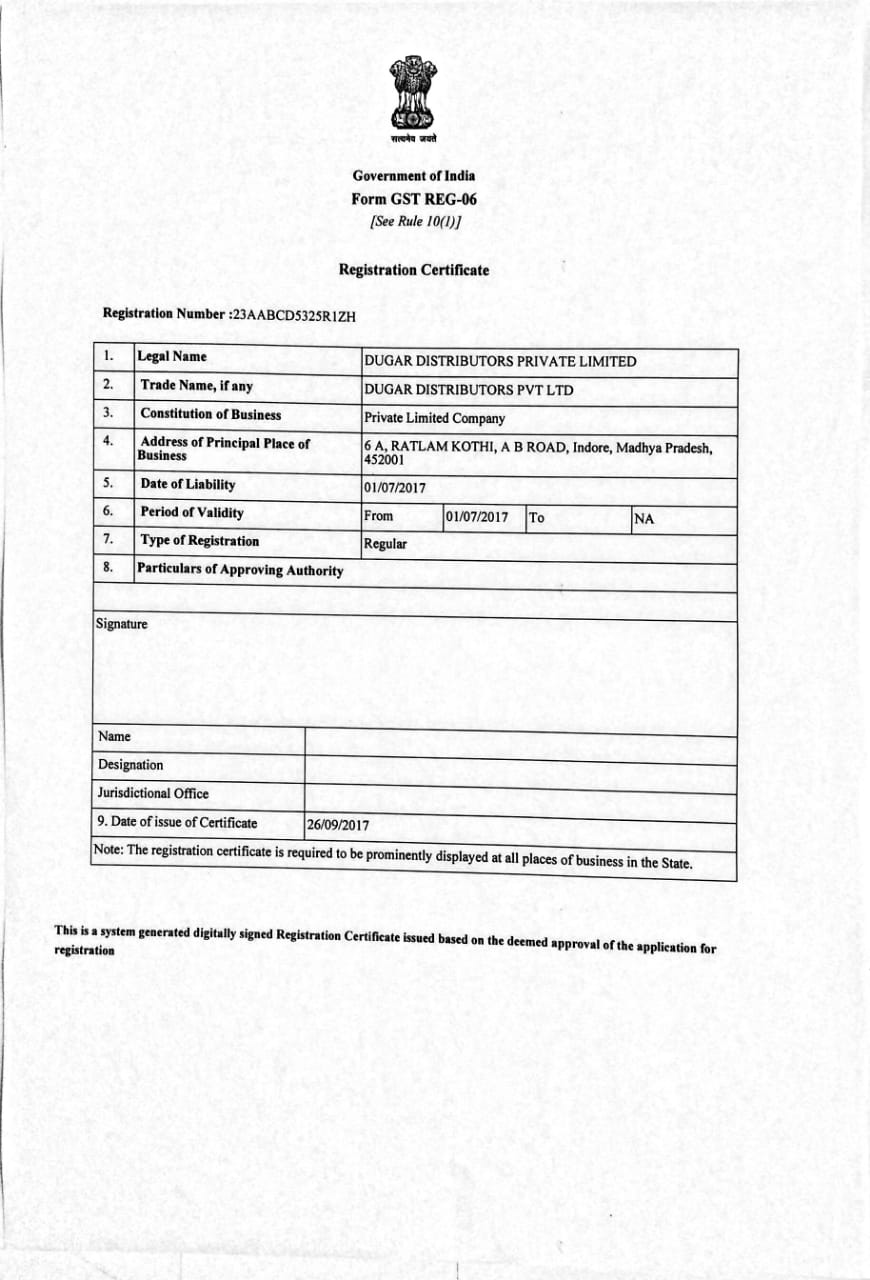 सत्यमेव जयते
Government of India
Form GST REG-06
[See Rule 10(1)]
Registration Certificate
Registration Number :23AABCD5325R1ZH
1. Legal Name DUGAR DISTRIBUTORS PRIVATE LIMITED
2. Trade Name, if any DUGAR DISTRIBUTORS PVT LTD
3. Constitution of Business Private Limited Company
4. Address of Principal Place of Business 6 A, RATLAM KOTHI, A B ROAD, Indore, Madhya Pradesh, 452001
5. Date of Liability 01/07/2017
6. Period of Validity From 01/07/2017 To NA
7. Type of Registration Regular
8. Particulars of Approving Authority
Signature
Name
Designation
Jurisdictional Office
9. Date of issue of Certificate 26/09/2017
Note: The registration certificate is required to be prominently displayed at all places of business in the State.
This is a system generated digitally signed Registration Certificate issued based on the deemed approval of the application for
registration